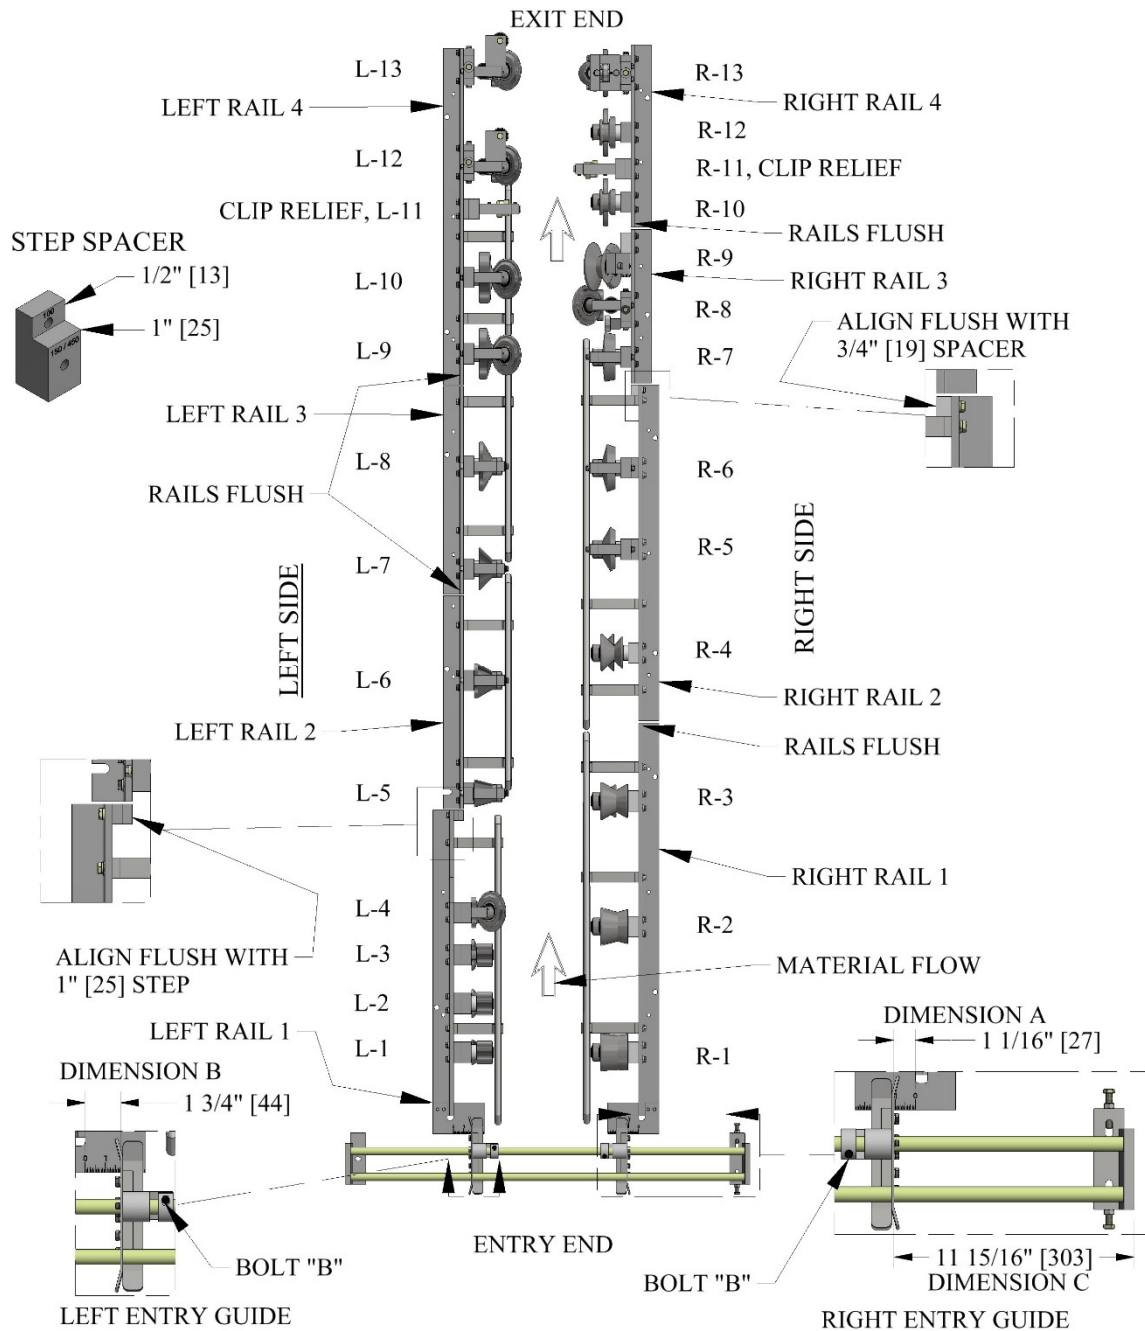 EXIT END
L-13
LEFT RAIL 4
L-12
CLIP RELIEF, L-11
L-10
L-9
LEFT RAIL 3
L-8
RAILS FLUSH
L-7
LEFT SIDE
L-6
LEFT RAIL 2
L-5
L-4
L-3
L-2
LEFT RAIL 1
L-1
STEP SPACER
1/2" [13]
1" [25]
100
150 / 450
ALIGN FLUSH WITH
1" [25] STEP
R-13
RIGHT RAIL 4
R-12
R-11, CLIP RELIEF
R-10
RAILS FLUSH
R-9
RIGHT RAIL 3
R-8
ALIGN FLUSH WITH
3/4" [19] SPACER
R-7
R-6
R-5
RIGHT SIDE
R-4
RIGHT RAIL 2
RAILS FLUSH
R-3
RIGHT RAIL 1
R-2
MATERIAL FLOW
R-1
DIMENSION B
1 3/4" [44]
BOLT "B"
LEFT ENTRY GUIDE
ENTRY END
DIMENSION A
1 1/16" [27]
BOLT "B"
11 15/16" [303]
DIMENSION C
RIGHT ENTRY GUIDE